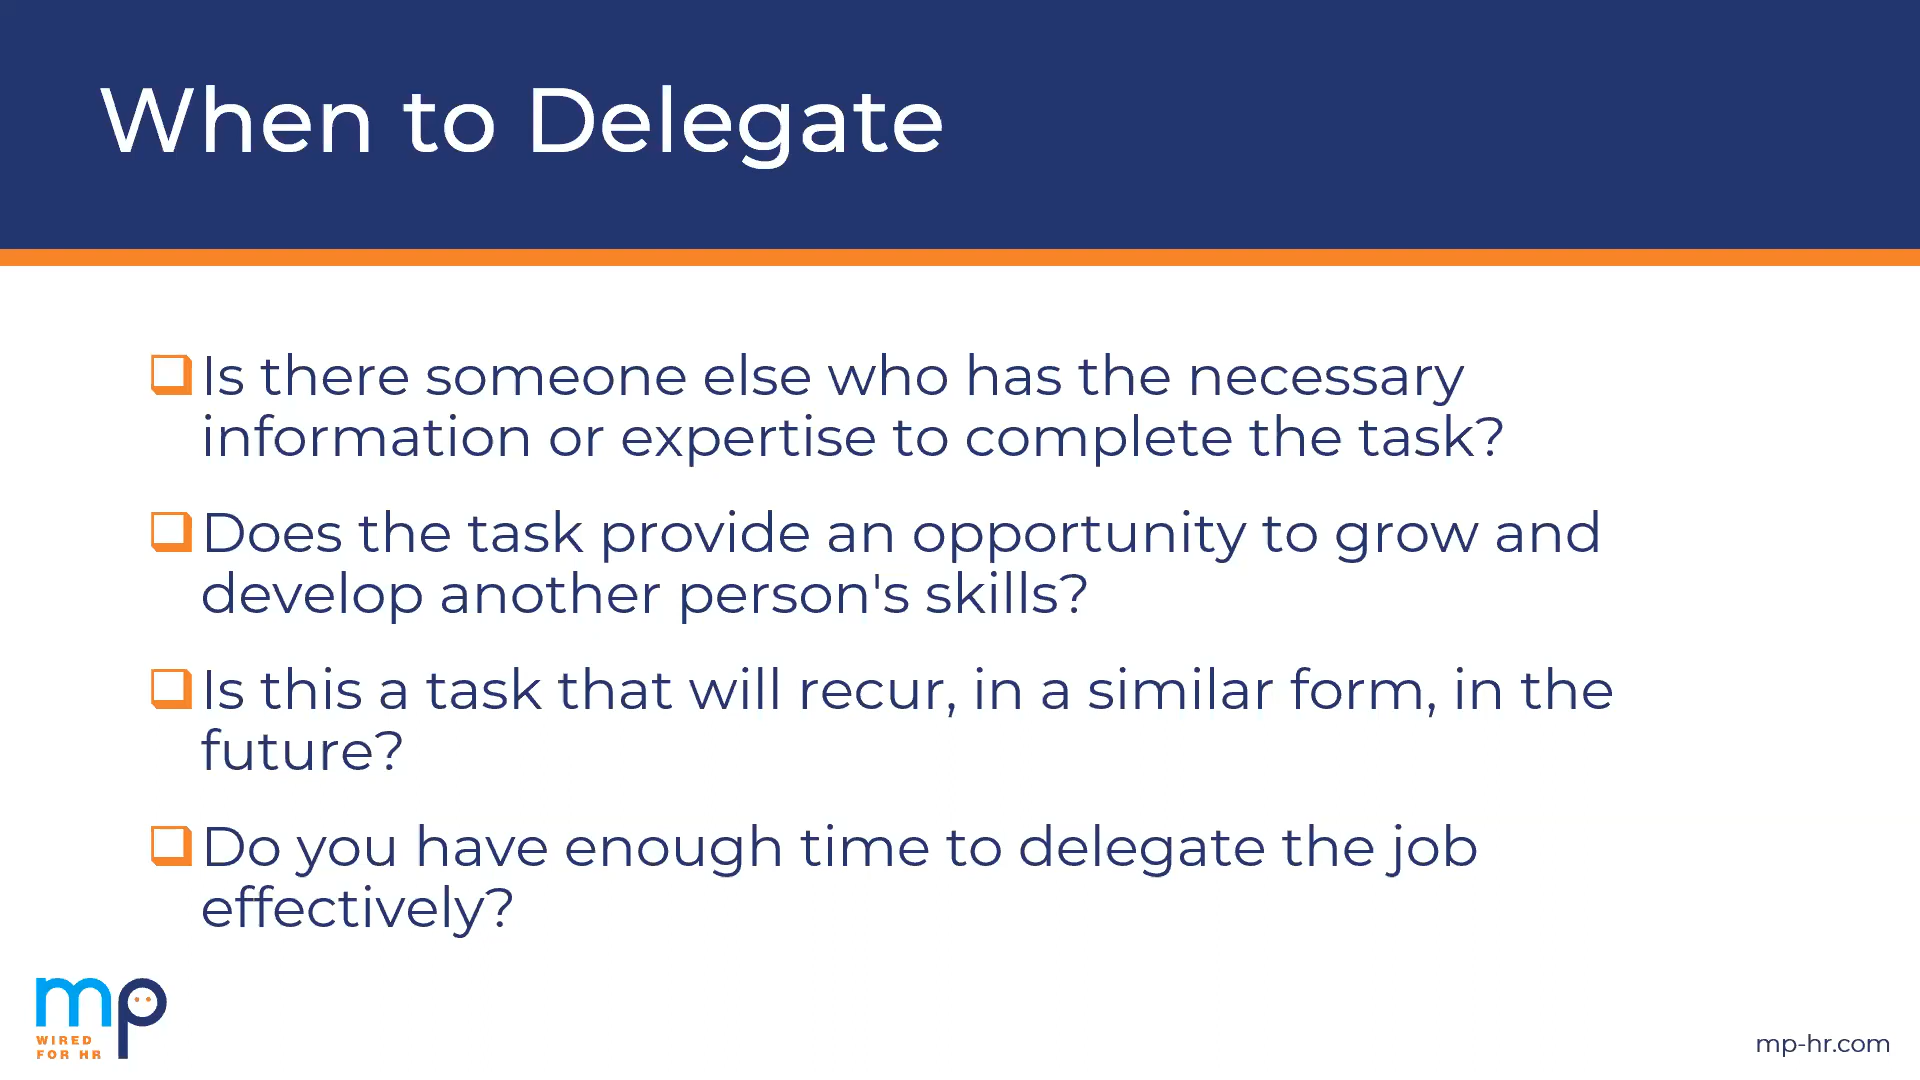 When to Delegate
Is there someone else who has the necessary
information or expertise to complete the task?
Does the task provide an opportunity to grow and
develop another person's skills?
Is this a task that will recur, in a similar form, in the
future?
Do you have enough time to delegate the job
effectively?
mp
WIRED
FOR HR
mp-hr.com